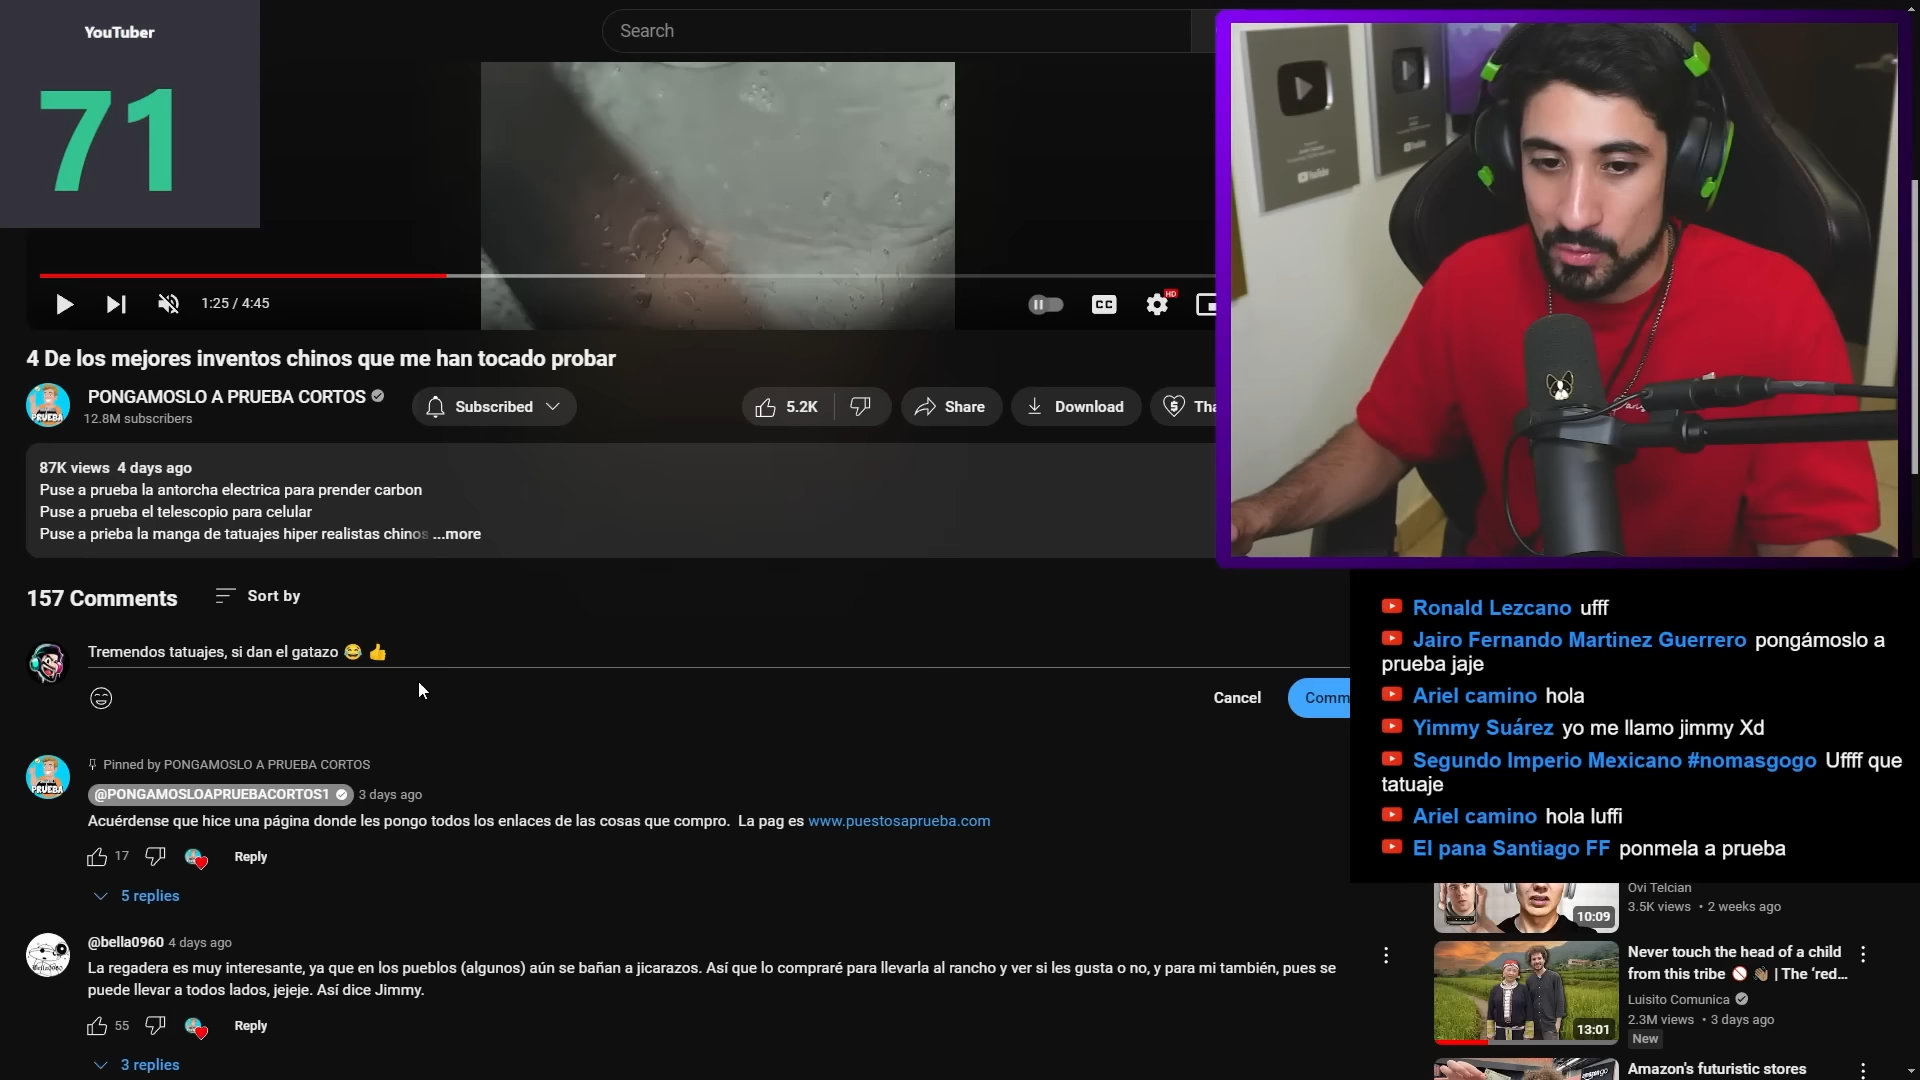 YouTuber
71
Search
1:25 / 4:45
CC
HD
4 De los mejores inventos chinos que me han tocado probar
PONGAMOSLO A PRUEBA CORTOS
12.8M subscribers
Subscribed
5.2K
Share
Download
Tha
87K views 4 days ago
Puse a prueba la antorcha electrica para prender carbon
Puse a prueba el telescopio para celular
Puse a prieba la manga de tatuajes hiper realistas chinos ...more
157 Comments
Sort by
Tremendos tatuajes, si dan el gatazo 😂 👍
Cancel
Comm
Pinned by PONGAMOSLO A PRUEBA CORTOS
@PONGAMOSLOAPRUEBACORTOS1 3 days ago
Acuérdense que hice una página donde les pongo todos los enlaces de las cosas que compro. La pag es www.puestosaprueba.com
17
Reply
5 replies
@bella0960 4 days ago
La regadera es muy interesante, ya que en los pueblos (algunos) aún se bañan a jicarazos. Así que lo compraré para llevarla al rancho y ver si les gusta o no, y para mi también, pues se
puede llevar a todos lados, jejeje. Así dice Jimmy.
55
Reply
3 replies
Ronald Lezcano ufff
Jairo Fernando Martinez Guerrero pongámoslo a
prueba jaje
Ariel camino hola
Yimmy Suárez yo me llamo jimmy Xd
Segundo Imperio Mexicano #nomasgogo Uffff que
tatuaje
Ariel camino hola luffi
El pana Santiago FF ponmela a prueba
10:09
Ovi Telcian
3.5K views • 2 weeks ago
13:01
Never touch the head of a child
from this tribe 🚫 👋🏾 | The ‘red...
Luisito Comunica
2.3M views • 3 days ago
New
Amazon's futuristic stores
PRUEBA
PRUEBA
YouTube